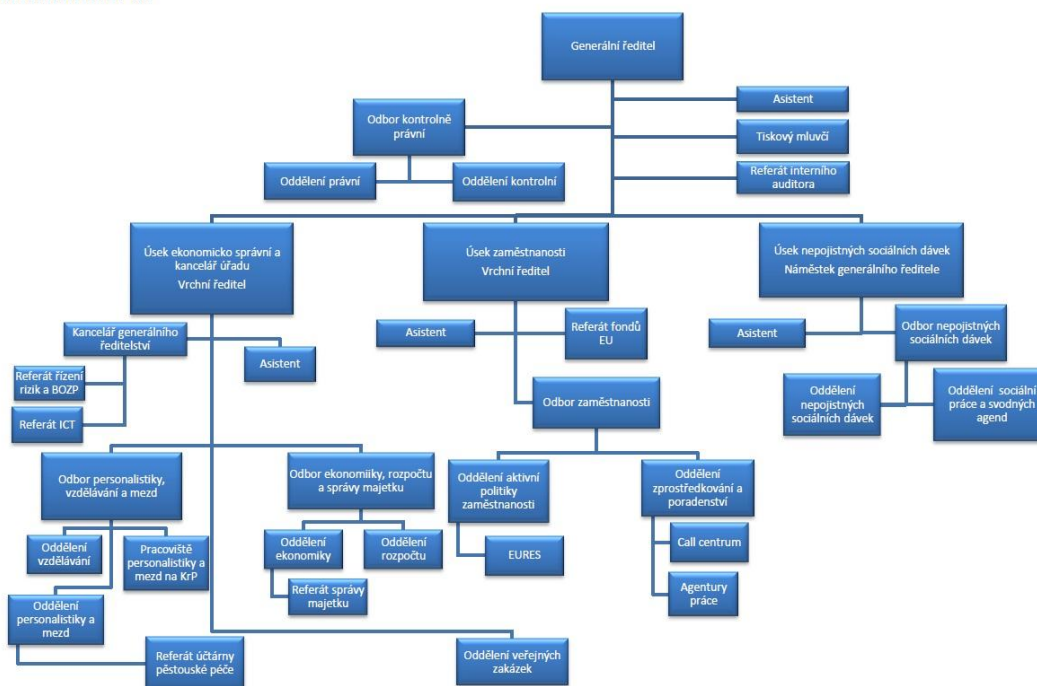 Generální ředitel
Asistent
Odbor kontrolně
právní
Tiskový mluvčí
Oddělení právní
Oddělení kontrolní
Referát interního
auditora
Úsek ekonomicko správní a
kancelář úřadu
Vrchní ředitel
Úsek zaměstnanosti
Vrchní ředitel
Úsek nepojistných sociálních dávek
Náměstek generálního ředitele
Kancelář generálního
ředitelství
Asistent
Referát řízení
rizik a BOZP
Referát ICT
Asistent
Referát fondů
EU
Asistent
Odbor nepojistných
sociálních dávek
Odbor zaměstnanosti
Oddělení
nepojistných
sociálních dávek
Oddělení sociální
práce a svodných
agend
Odbor personalistiky,
vzdělávání a mezd
Odbor ekonomiiky, rozpočtu
a správy majetku
Oddělení aktivní
politiky
zaměstnanosti
Oddělení
zprostředkování a
poradenství
Oddělení
vzdělávání
Pracoviště
personalistiky a
mezd na KrP
Oddělení
ekonomiky
Oddělení
rozpočtu
EURES
Call centrum
Oddělení
personalistiky a
mezd
Referát správy
majetku
Agentury
práce
Referát účtárny
pěstouské péče
Oddělení veřejných
zakázek